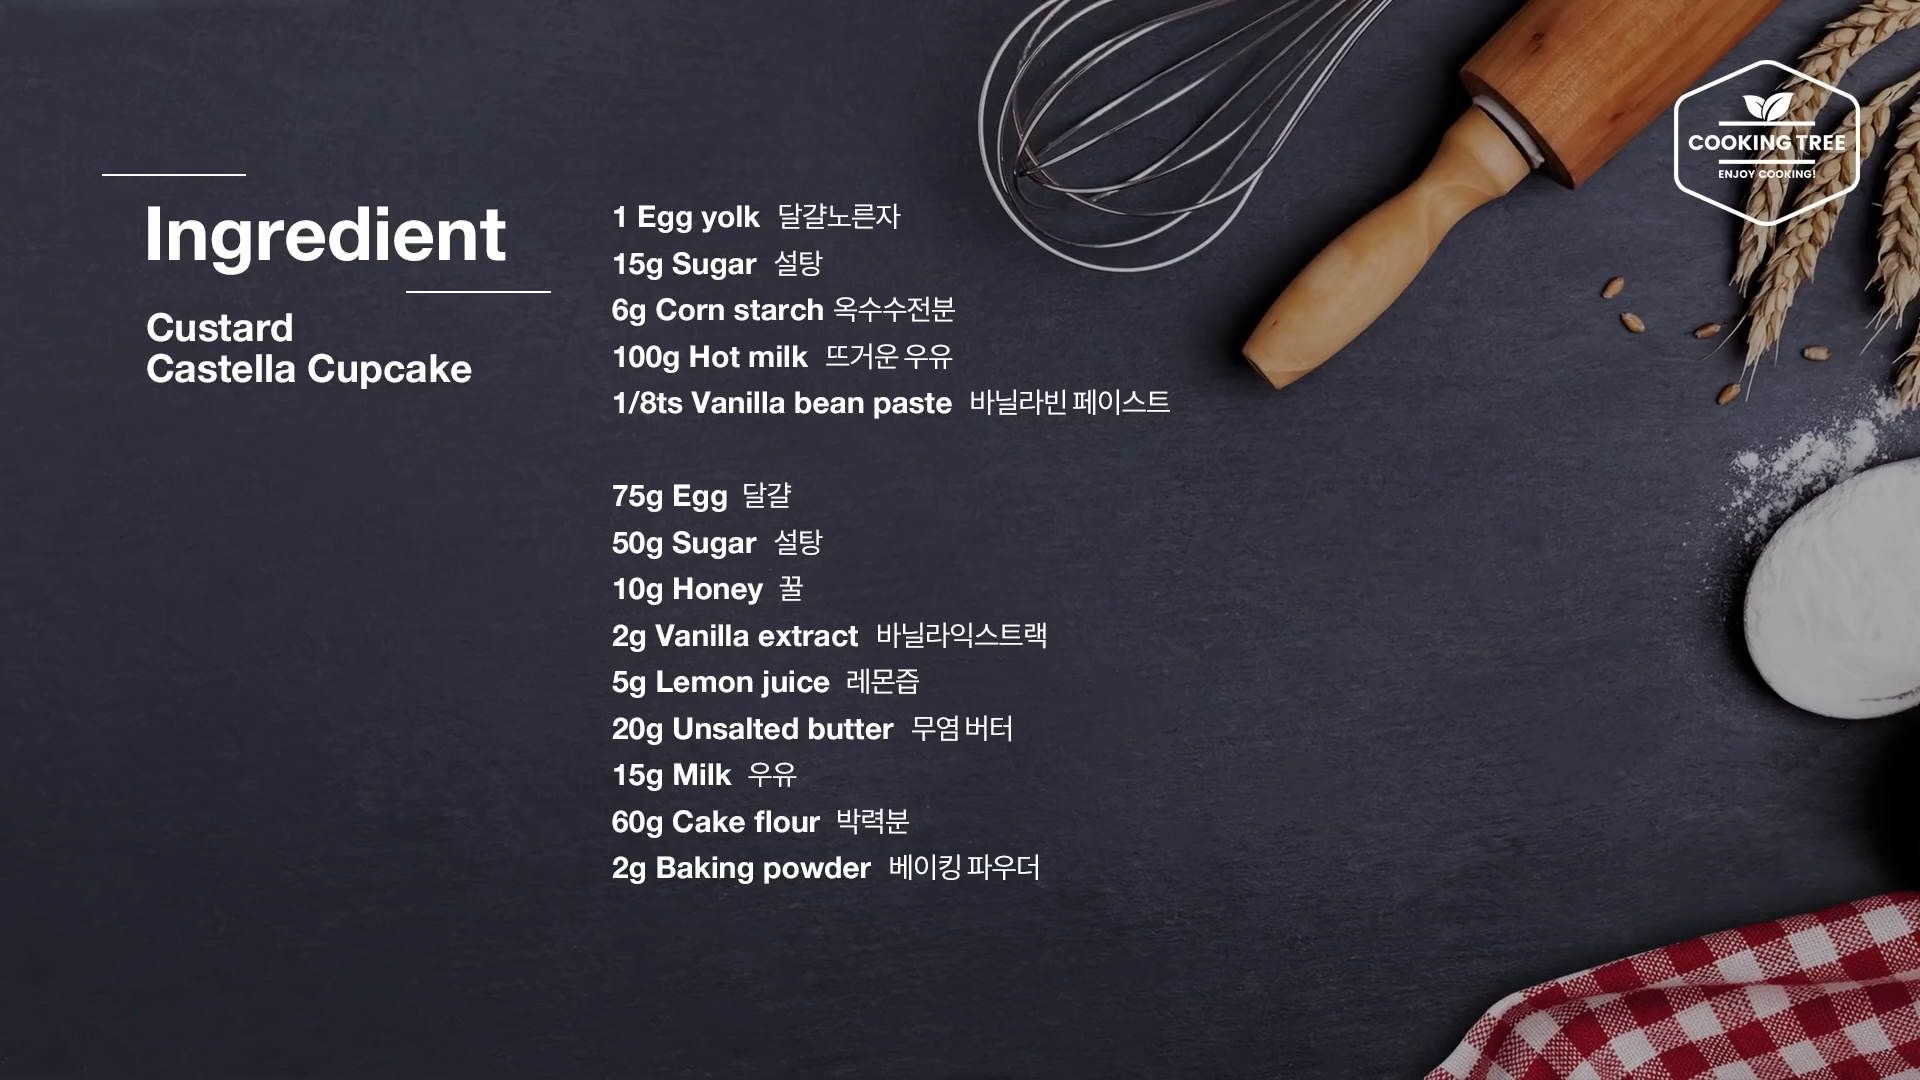 Ingredient
Custard
Castella Cupcake
1 Egg yolk 달걀노른자
15g Sugar 설탕
6g Corn starch 옥수수전분
100g Hot milk 뜨거운 우유
1/8ts Vanilla bean paste 바닐라빈 페이스트
75g Egg 달걀
50g Sugar 설탕
10g Honey 꿀
2g Vanilla extract 바닐라익스트랙
5g Lemon juice 레몬즙
20g Unsalted butter 무염 버터
15g Milk 우유
60g Cake flour 박력분
2g Baking powder 베이킹 파우더
COOKING TREE
ENJOY COOKING!